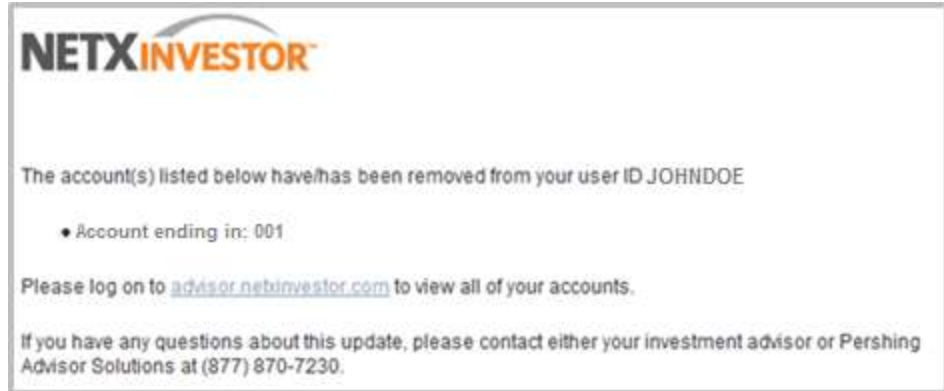 NETXINVESTOR™
The account(s) listed below have/has been removed from your user ID JOHNDOE
• Account ending in: 001
Please log on to advisor.netxinvestor.com to view all of your accounts.
If you have any questions about this update, please contact either your investment advisor or Pershing
Advisor Solutions at (877) 870-7230.